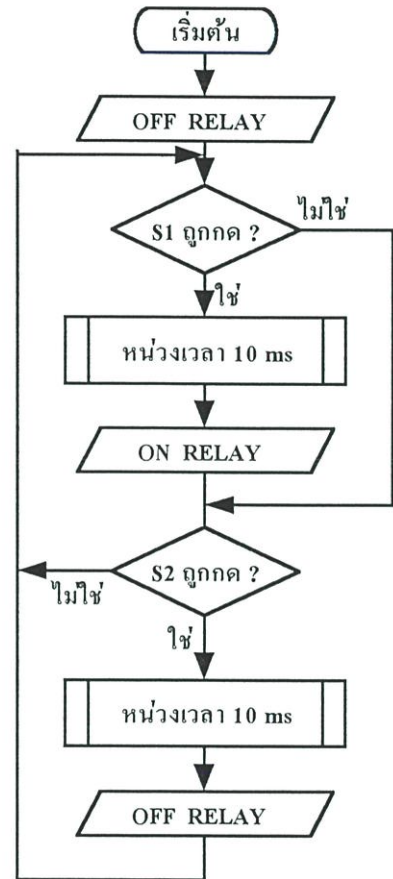 เริ่มต้น
OFF RELAY
S1 ถูกกด ?
ไม่ใช่
ใช่
หน่วงเวลา 10 ms
ON RELAY
S2 ถูกกด ?
ไม่ใช่
ใช่
หน่วงเวลา 10 ms
OFF RELAY